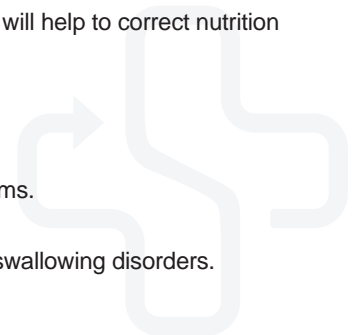 will help to correct nutrition
ms.
swallowing disorders.